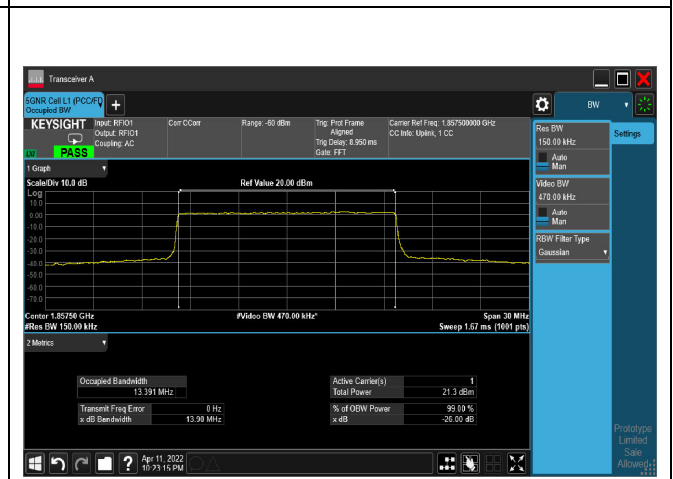 Transceiver A
5GNR Cell L1 (PCC/FD
Occupied BW
BW
KEYSIGHT
Input: RFIO1
Output: RFIO1
Coupling: AC
Corr CCorr
Range: -60 dBm
Trig: Prot Frame
Aligned
Trig Delay: 8.950 ms
Gate: FFT
Carrier Ref Freq: 1.857500000 GHz
CC Info: Uplink, 1 CC
PASS
Res BW
150.00 kHz
Auto
Man
Video BW
470.00 kHz
Auto
Man
RBW Filter Type
Gaussian
Settings
1 Graph
Scale/Div 10.0 dB
Ref Value 20.00 dBm
Log
10.0
0.00
-10.0
-20.0
-30.0
-40.0
-50.0
-60.0
-70.0
Center 1.85750 GHz
#Video BW 470.00 kHz*
Span 30 MHz
#Res BW 150.00 kHz
Sweep 1.67 ms (1001 pts)
2 Metrics
Occupied Bandwidth
13.391 MHz
Active Carrier(s) 1
Total Power 21.3 dBm
Transmit Freq Error 0 Hz
x dB Bandwidth 13.90 MHz
% of OBW Power 99.00 %
x dB -26.00 dB
Prototype
Limited
Sale
Allowed
Apr 11, 2022
10:23:15 PM